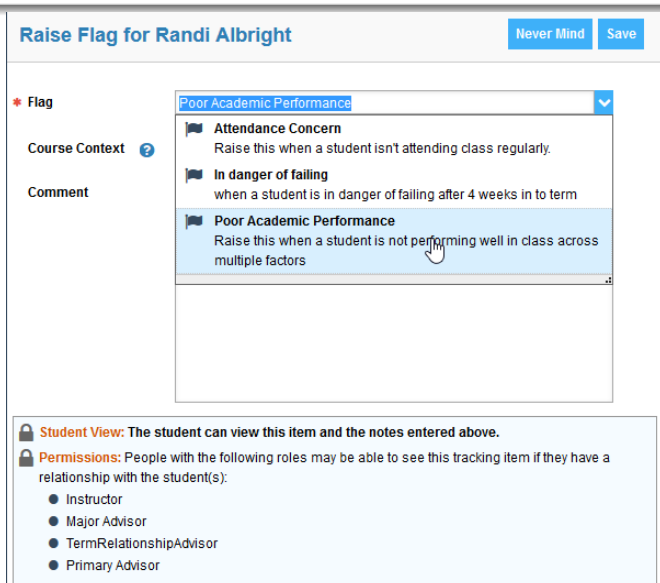 Raise Flag for Randi Albright
Never Mind
Save
* Flag
Poor Academic Performance
Attendance Concern
Raise this when a student isn't attending class regularly.
Course Context ?
In danger of failing
when a student is in danger of failing after 4 weeks in to term
Comment
Poor Academic Performance
Raise this when a student is not performing well in class across
multiple factors
Student View: The student can view this item and the notes entered above.
Permissions: People with the following roles may be able to see this tracking item if they have a
relationship with the student(s):
Instructor
Major Advisor
TermRelationshipAdvisor
Primary Advisor